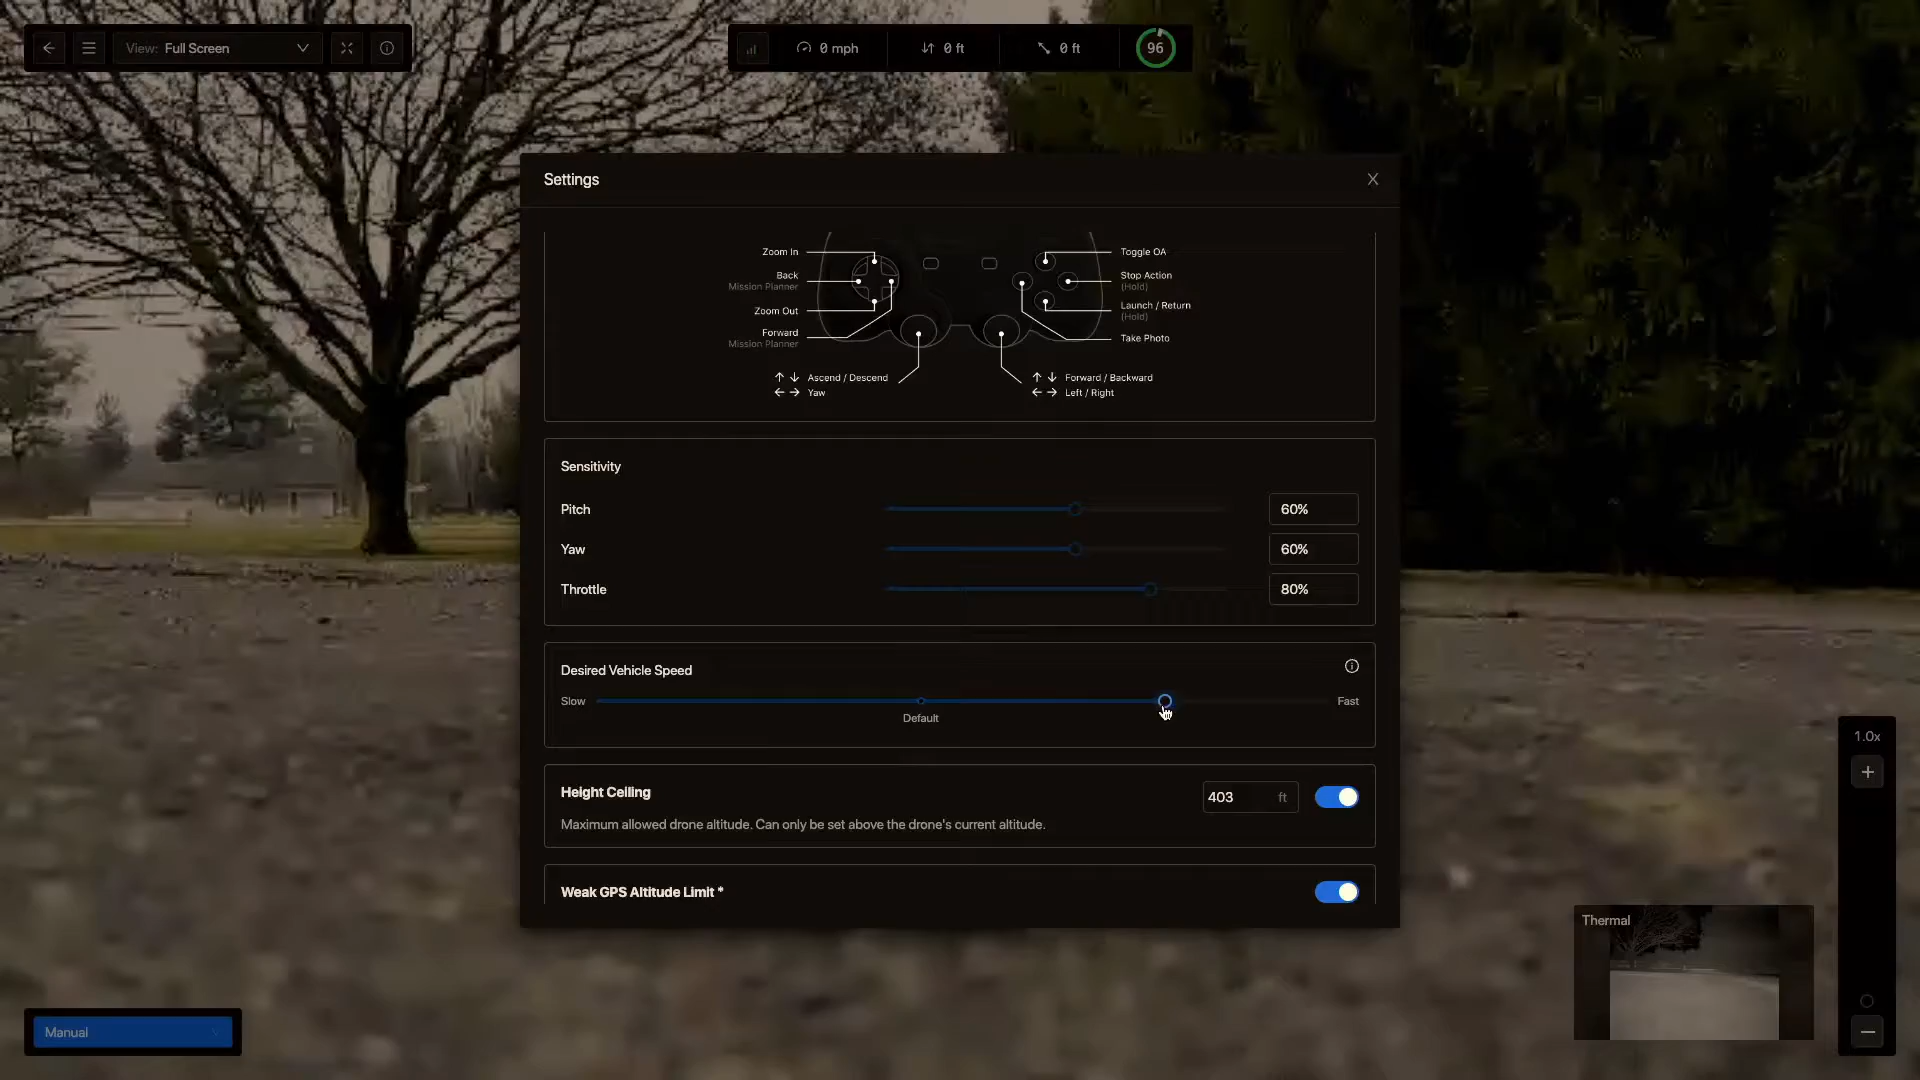 View: Full Screen
0 mph
0 ft
0 ft
96
Settings
Zoom In
Back
Mission Planner
Zoom Out
Forward
Mission Planner
↑ ↓ Ascend / Descend
← → Yaw
Toggle OA
Stop Action
(Hold)
Launch / Return
(Hold)
Take Photo
↑ ↓ Forward / Backward
← → Left / Right
Sensitivity
Pitch 60%
Yaw 60%
Throttle 80%
Desired Vehicle Speed
Slow Fast
Default
Height Ceiling 403 ft
Maximum allowed drone altitude. Can only be set above the drone's current altitude.
Weak GPS Altitude Limit *
1.0x
Thermal
Manual